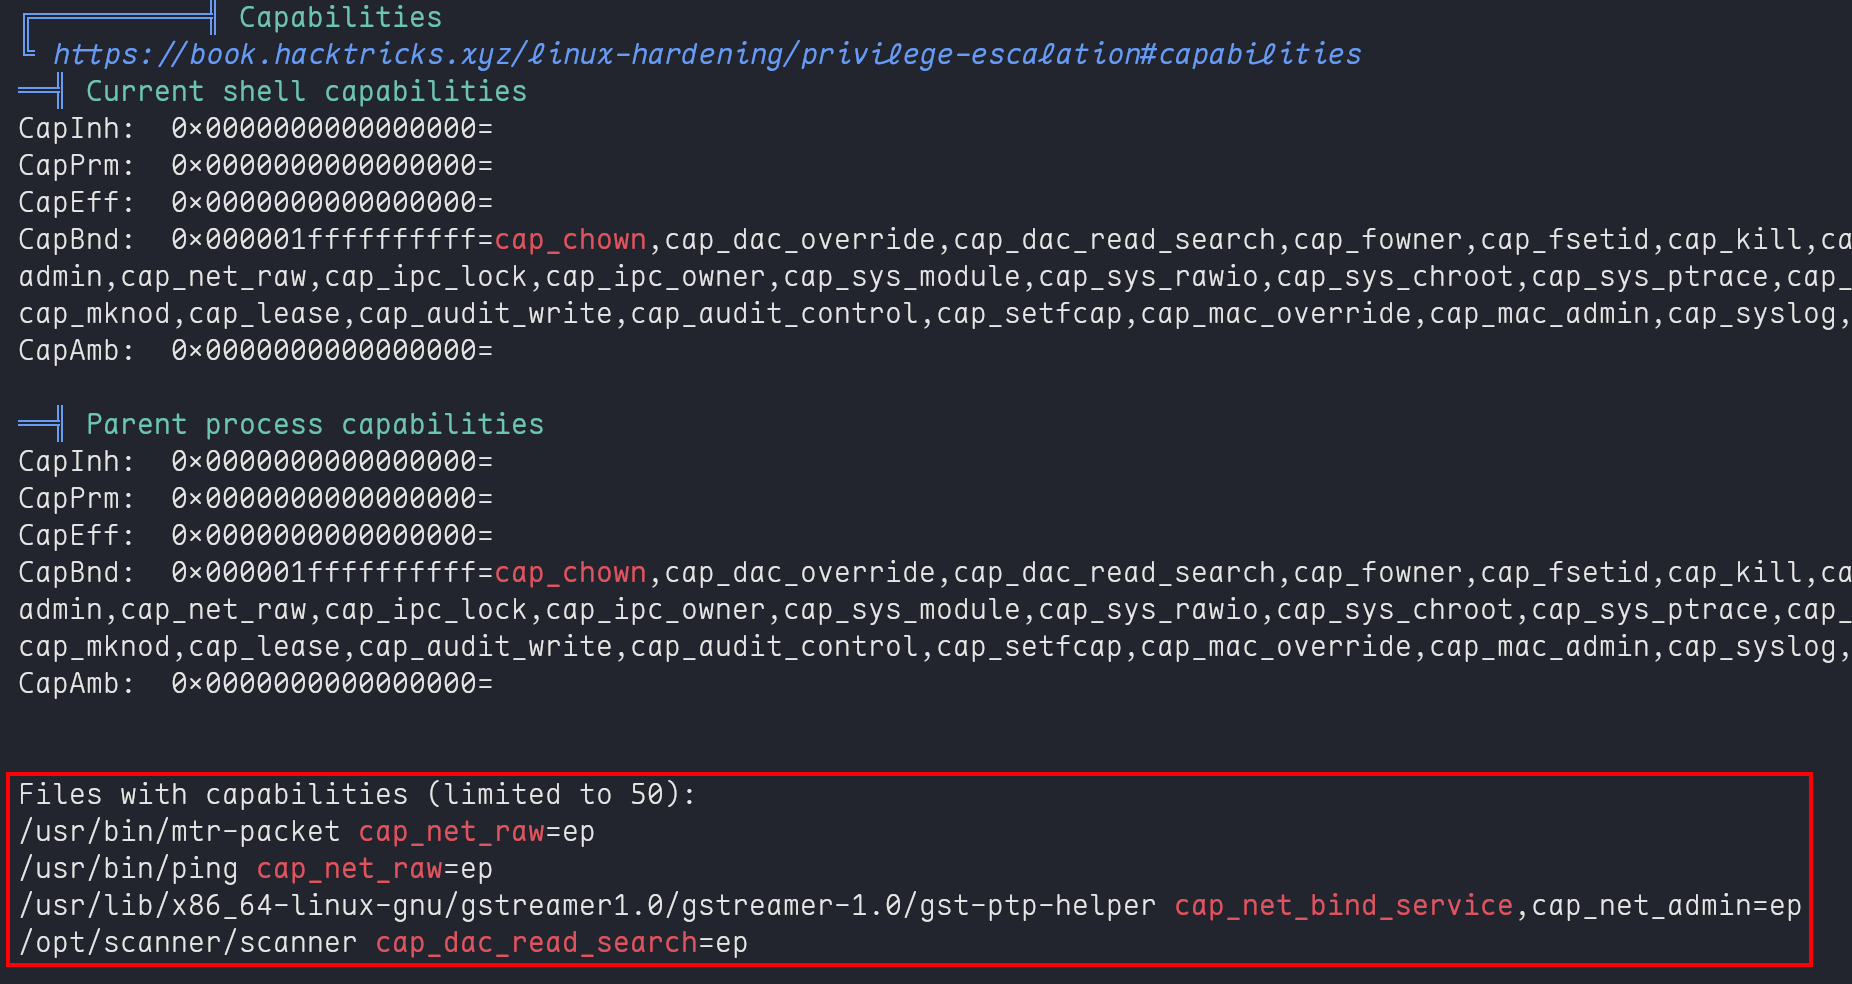 Capabilities
https://book.hacktricks.xyz/linux-hardening/privilege-escalation#capabilities
Current shell capabilities
CapInh:  0x0000000000000000=
CapPrm:  0x0000000000000000=
CapEff:  0x0000000000000000=
CapBnd:  0x000001ffffffffff=cap_chown,cap_dac_override,cap_dac_read_search,cap_fowner,cap_fsetid,cap_kill,ca
admin,cap_net_raw,cap_ipc_lock,cap_ipc_owner,cap_sys_module,cap_sys_rawio,cap_sys_chroot,cap_sys_ptrace,cap_
cap_mknod,cap_lease,cap_audit_write,cap_audit_control,cap_setfcap,cap_mac_override,cap_mac_admin,cap_syslog,
CapAmb:  0x0000000000000000=
Parent process capabilities
CapInh:  0x0000000000000000=
CapPrm:  0x0000000000000000=
CapEff:  0x0000000000000000=
CapBnd:  0x000001ffffffffff=cap_chown,cap_dac_override,cap_dac_read_search,cap_fowner,cap_fsetid,cap_kill,ca
admin,cap_net_raw,cap_ipc_lock,cap_ipc_owner,cap_sys_module,cap_sys_rawio,cap_sys_chroot,cap_sys_ptrace,cap_
cap_mknod,cap_lease,cap_audit_write,cap_audit_control,cap_setfcap,cap_mac_override,cap_mac_admin,cap_syslog,
CapAmb:  0x0000000000000000=
Files with capabilities (limited to 50):
/usr/bin/mtr-packet cap_net_raw=ep
/usr/bin/ping cap_net_raw=ep
/usr/lib/x86_64-linux-gnu/gstreamer1.0/gstreamer-1.0/gst-ptp-helper cap_net_bind_service,cap_net_admin=ep
/opt/scanner/scanner cap_dac_read_search=ep